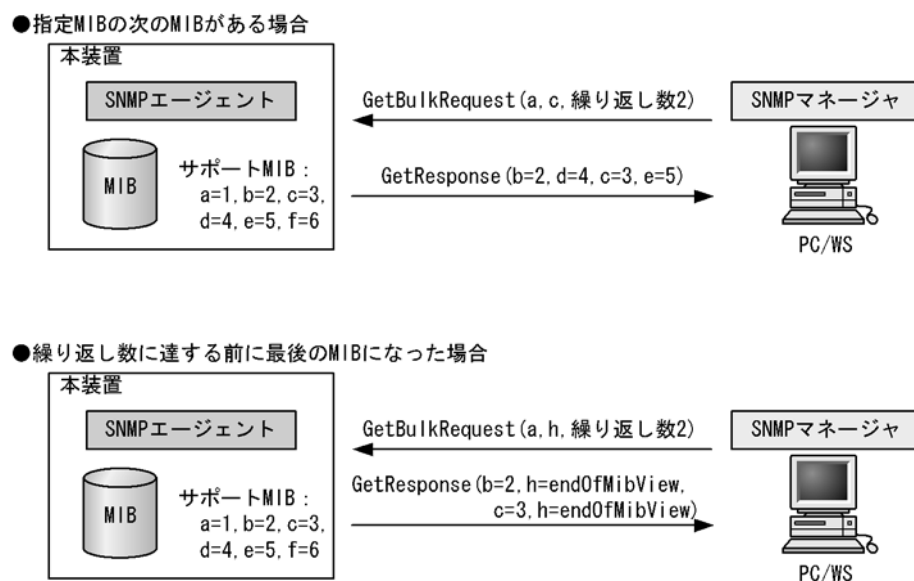 ●指定MIBの次のMIBがある場合
本装置
SNMPエージェント
GetBulkRequest(a,c,繰り返し数2)
SNMPマネージャ
MIB
サポートMIB:
a=1,b=2,c=3,
d=4,e=5,f=6
GetResponse(b=2,d=4,c=3,e=5)
PC/WS
●繰り返し数に達する前に最後のMIBになった場合
本装置
SNMPエージェント
GetBulkRequest(a,h,繰り返し数2)
SNMPマネージャ
MIB
サポートMIB:
a=1,b=2,c=3,
d=4,e=5,f=6
GetResponse(b=2,h=endOfMibView,
c=3,h=endOfMibView)
PC/WS